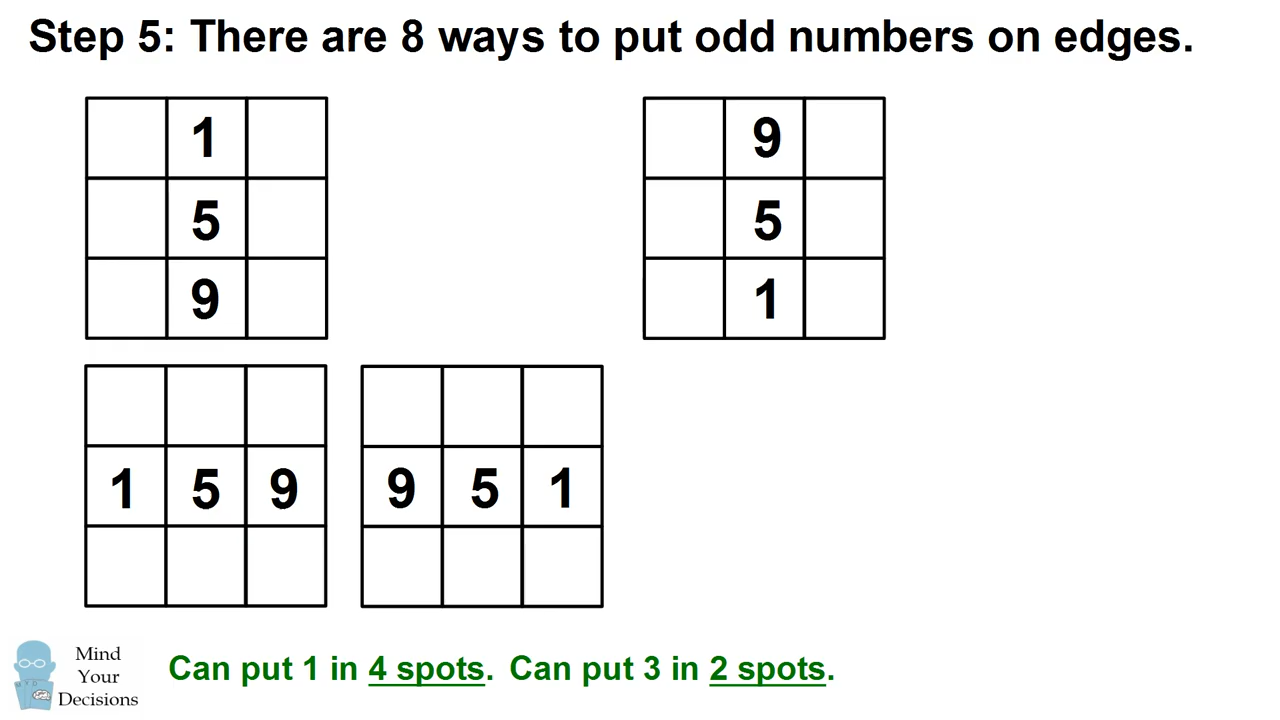 Step 5: There are 8 ways to put odd numbers on edges.
1
5
9
9
5
1
1 5 9
9 5 1
Mind
Your
Decisions
Can put 1 in 4 spots. Can put 3 in 2 spots.